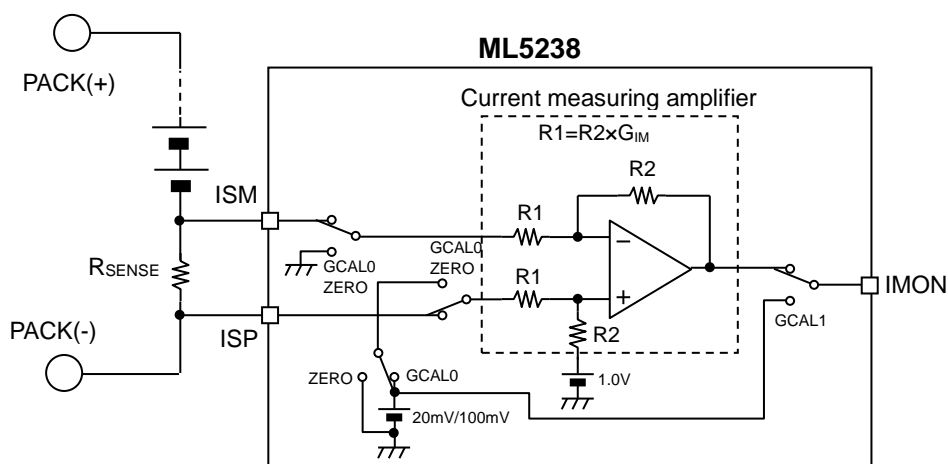 ML5238
PACK(+)
Current measuring amplifier
R1=R2×GIM
R2
ISM
R1
GCAL0
ZERO
GCAL0
ZERO
RSENSE
R1
IMON
GCAL1
PACK(-)
ISP
R2
ZERO
GCAL0
1.0V
20mV/100mV